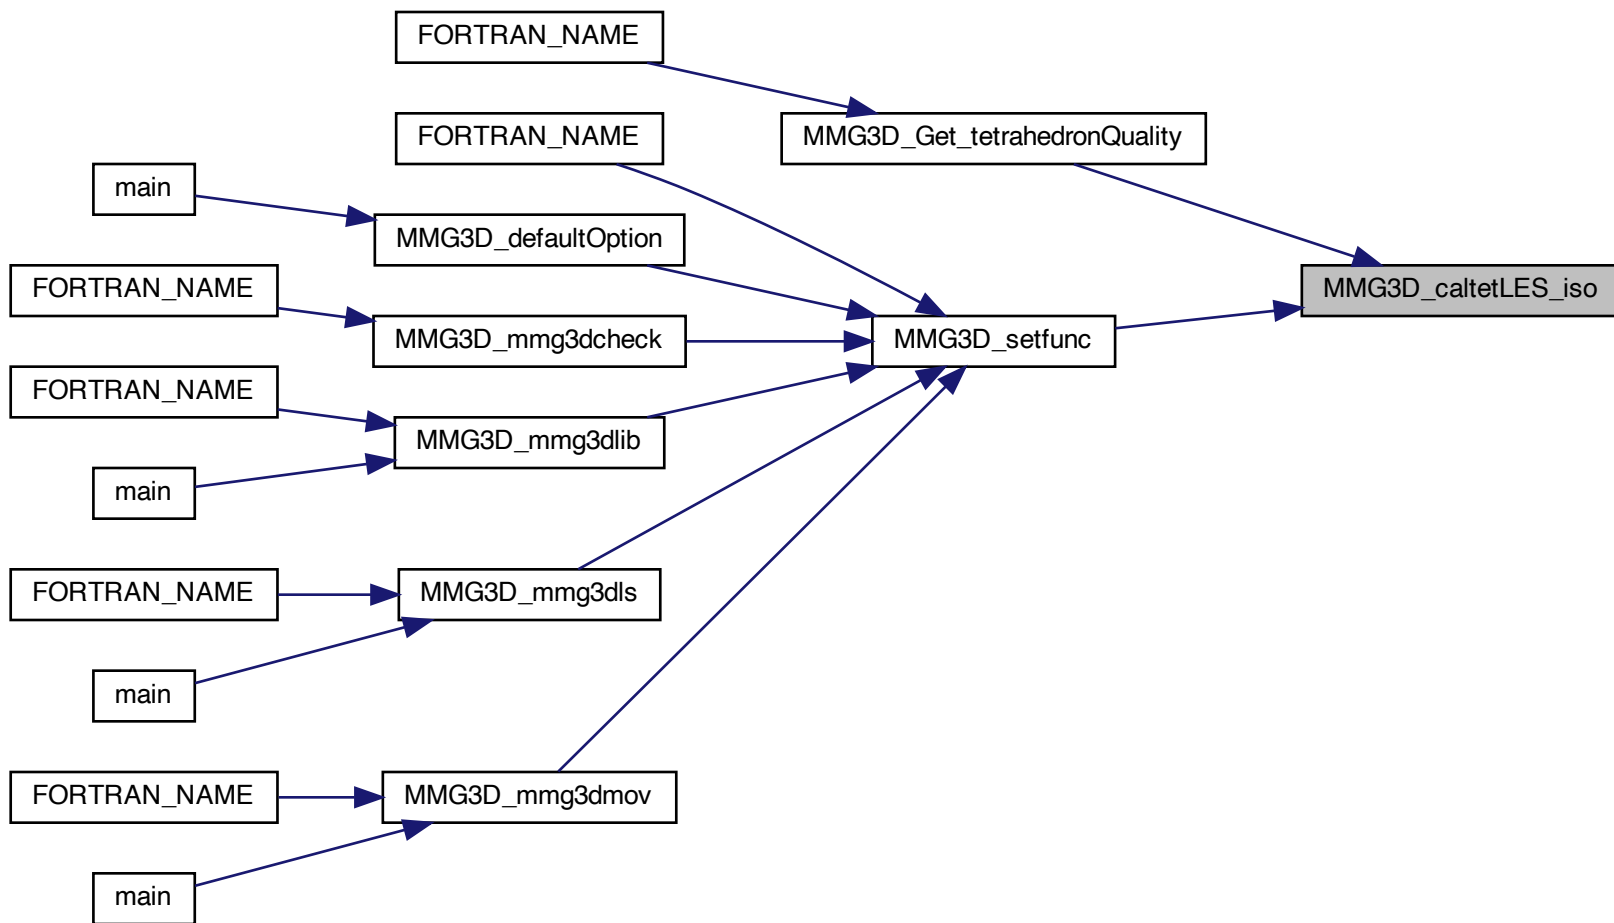 FORTRAN_NAME
FORTRAN_NAME
MMG3D_Get_tetrahedronQuality
main
MMG3D_defaultOption
FORTRAN_NAME
MMG3D_caltetLES_iso
MMG3D_mmg3dcheck
MMG3D_setfunc
FORTRAN_NAME
MMG3D_mmg3dlib
main
FORTRAN_NAME
MMG3D_mmg3dls
main
FORTRAN_NAME
MMG3D_mmg3dmov
main